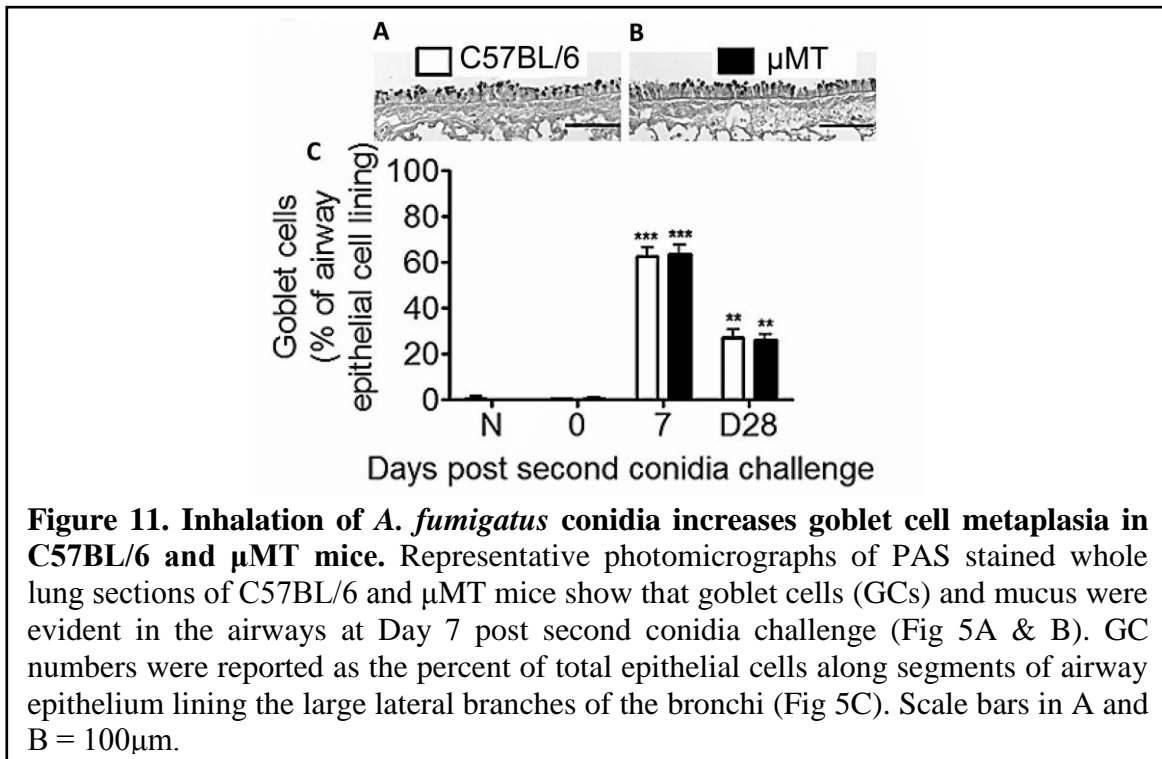 A B
C57BL/6 µMT
C
Goblet cells
(% of airway
epithelial cell lining)
100
80
60
40
20
0
*** ***
** **
N 0 7 D28
Days post second conidia challenge
Figure 11. Inhalation of A. fumigatus conidia increases goblet cell metaplasia in
C57BL/6 and µMT mice. Representative photomicrographs of PAS stained whole
lung sections of C57BL/6 and µMT mice show that goblet cells (GCs) and mucus were
evident in the airways at Day 7 post second conidia challenge (Fig 5A & B). GC
numbers were reported as the percent of total epithelial cells along segments of airway
epithelium lining the large lateral branches of the bronchi (Fig 5C). Scale bars in A and
B = 100µm.